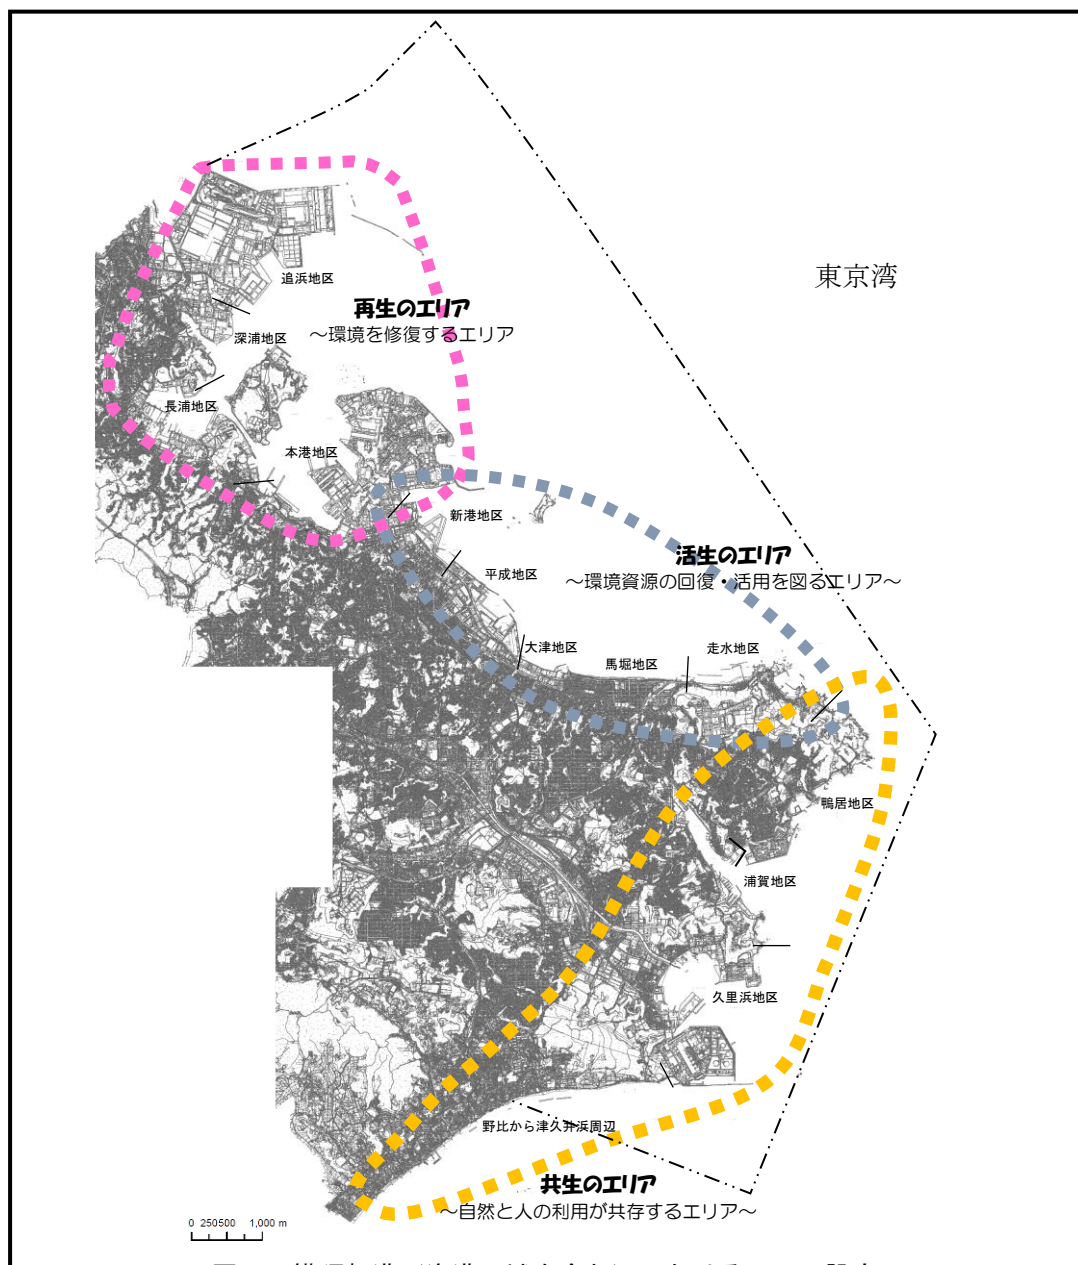 東京湾
追浜地区
再生のエリア
～環境を修復するエリア
深浦地区
長浦地区
本港地区
新港地区
活生のエリア
～環境資源の回復・活用を図るエリア～
平成地区
大津地区
馬堀地区
走水地区
鴨居地区
浦賀地区
久里浜地区
野比から津久井浜周辺
共生のエリア
～自然と人の利用が共存するエリア～
0 250500 1,000 m